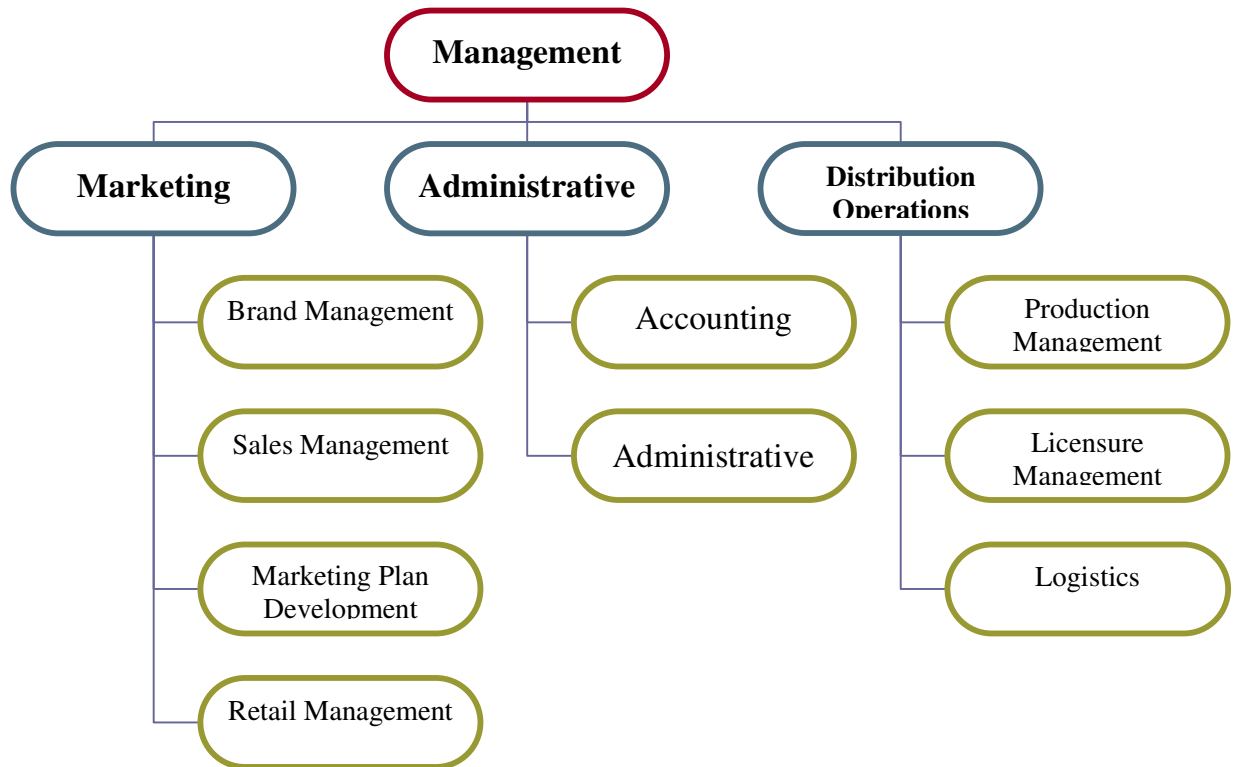 Management
Marketing
Administrative
Distribution
Operations
Brand Management
Sales Management
Marketing Plan
Development
Retail Management
Accounting
Administrative
Production
Management
Licensure
Management
Logistics